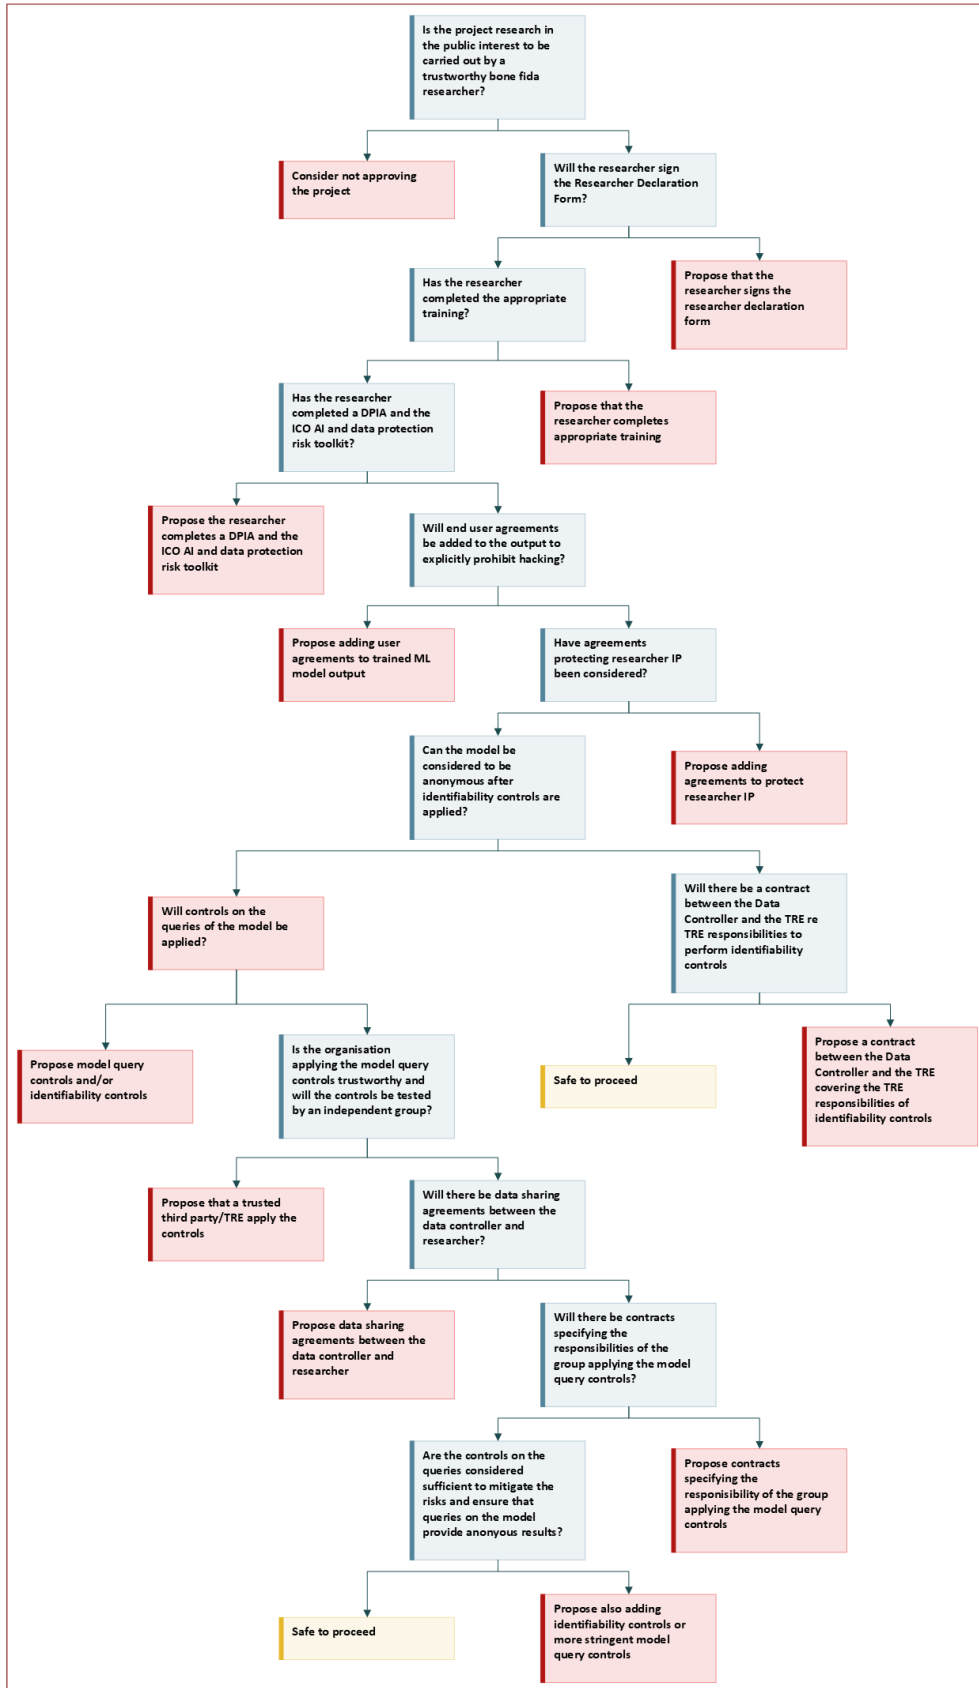 Is the project research in
the public interest to be
carried out by a
trustworthy bone fida
researcher?
Consider not approving
the project
Will the researcher sign
the Researcher Declaration
Form?
Has the researcher
completed the appropriate
training?
Propose that the
researcher signs the
researcher declaration
form
Has the researcher
completed a DPIA and the
ICO AI and data protection
risk toolkit?
Propose that the
researcher completes
appropriate training
Propose the researcher
completes a DPIA and the
ICO AI and data protection
risk toolkit
Will end user agreements
be added to the output to
explicitly prohibit hacking?
Propose adding user
agreements to trained ML
model output
Have agreements
protecting researcher IP
been considered?
Can the model be
considered to be
anonymous after
identifiability controls are
applied?
Propose adding
agreements to protect
researcher IP
Will controls on the
queries of the model be
applied?
Will there be a contract
between the Data
Controller and the TRE re
TRE responsibilities to
perform identifiability
controls
Propose model query
controls and/or
identifiability controls
Is the organisation
applying the model query
controls trustworthy and
will the controls be tested
by an independent group?
Safe to proceed
Propose a contract
between the Data
Controller and the TRE
covering the TRE
responsibilities of
identifiability controls
Propose that a trusted
third party/TRE apply the
controls
Will there be data sharing
agreements between the
data controller and
researcher?
Propose data sharing
agreements between the
data controller and
researcher
Will there be contracts
specifying the
responsibilities of the
group applying the model
query controls?
Are the controls on the
queries considered
sufficient to mitigate the
risks and ensure that
queries on the model
provide anonyous results?
Propose contracts
specifying the
responisibility of the group
applying the model query
controls
Safe to proceed
Propose also adding
identifiability controls or
more stringent model
query controls